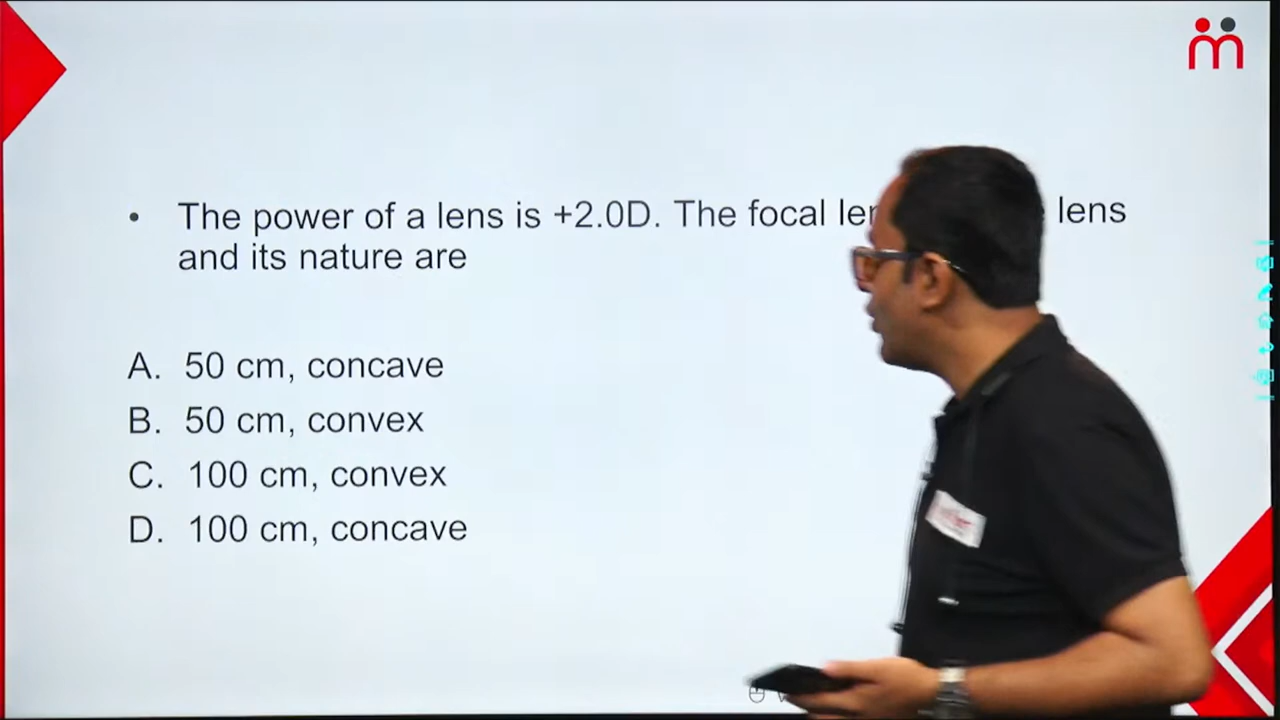 • The power of a lens is +2.0D. The focal lens
and its nature are
A. 50 cm, concave
B. 50 cm, convex
C. 100 cm, convex
D. 100 cm, concave